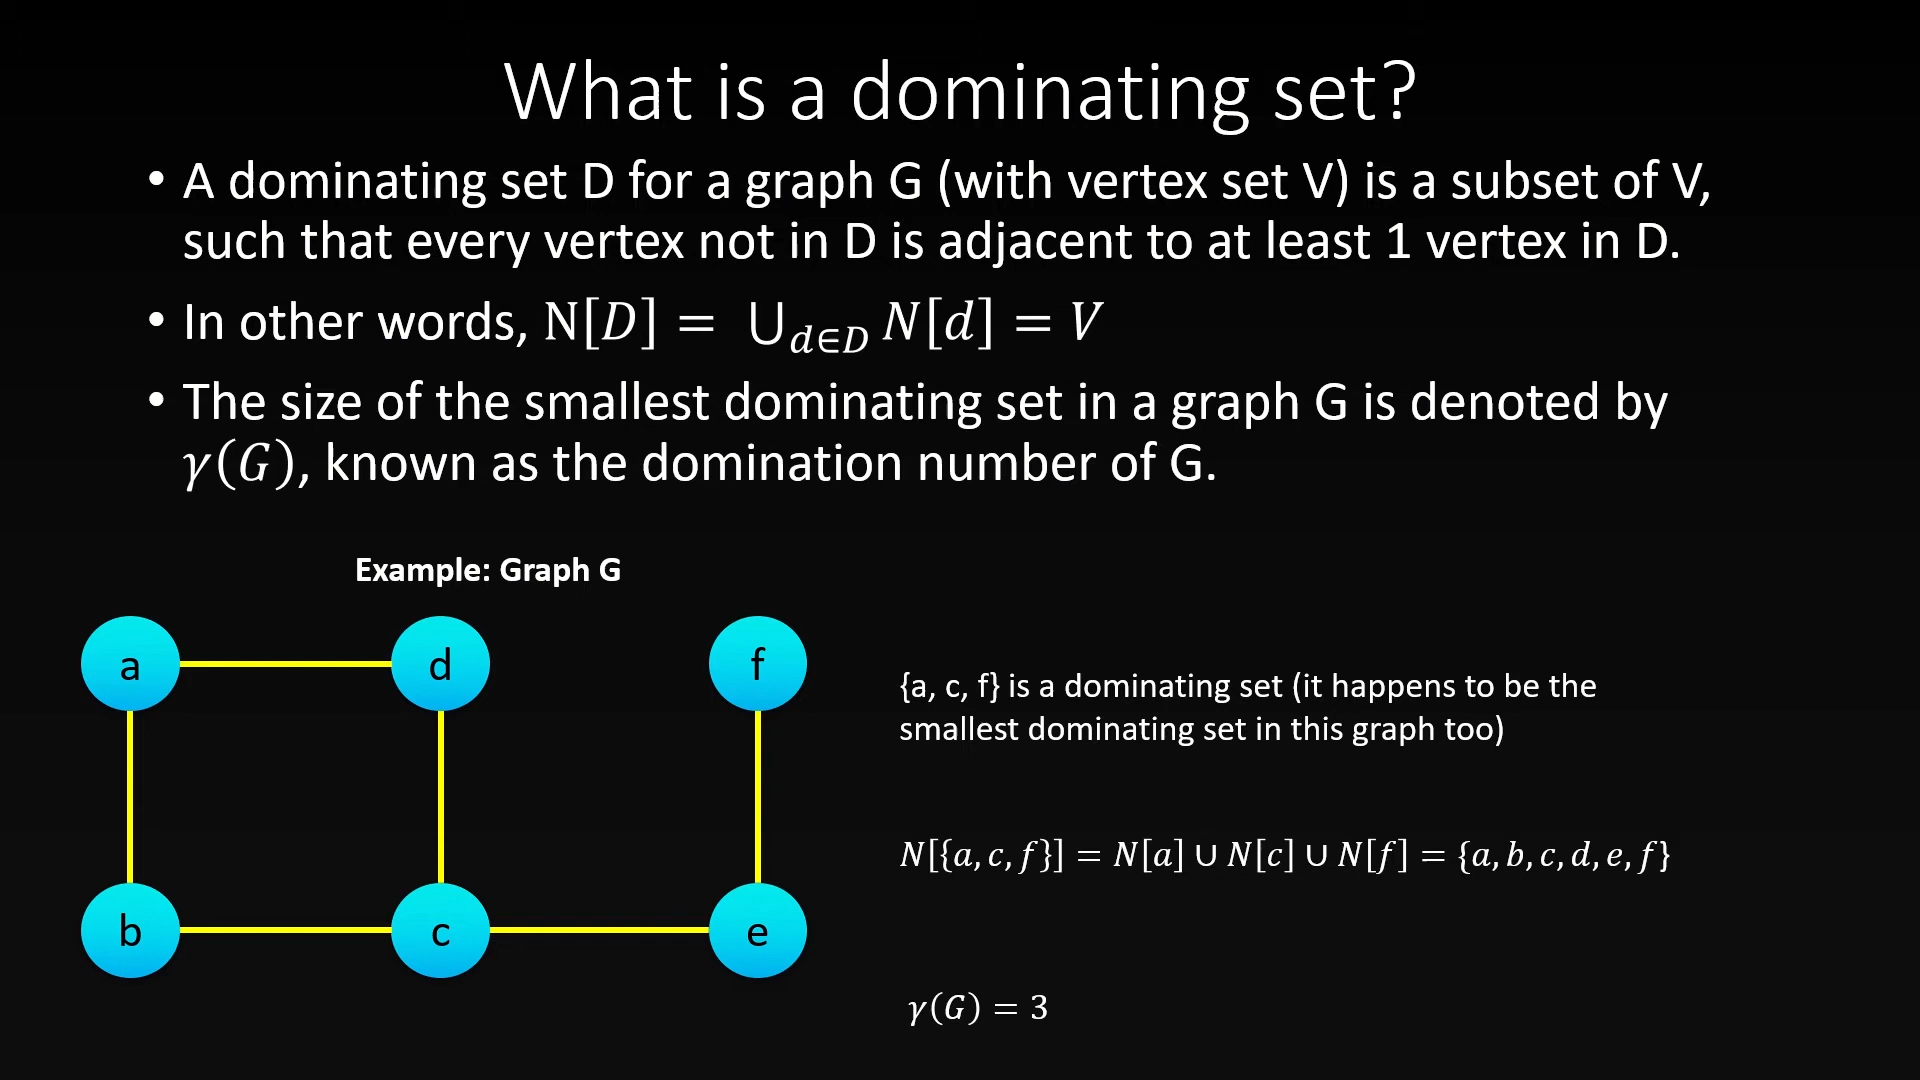 What is a dominating set?
• A dominating set D for a graph G (with vertex set V) is a subset of V,
such that every vertex not in D is adjacent to at least 1 vertex in D.
• In other words, N[D] = ⋃_{d∈D} N[d] = V
• The size of the smallest dominating set in a graph G is denoted by
γ(G), known as the domination number of G.
Example: Graph G
a
d
f
b
c
e
{a, c, f} is a dominating set (it happens to be the
smallest dominating set in this graph too)
N[{a, c, f}] = N[a] ∪ N[c] ∪ N[f] = {a, b, c, d, e, f}
γ(G) = 3